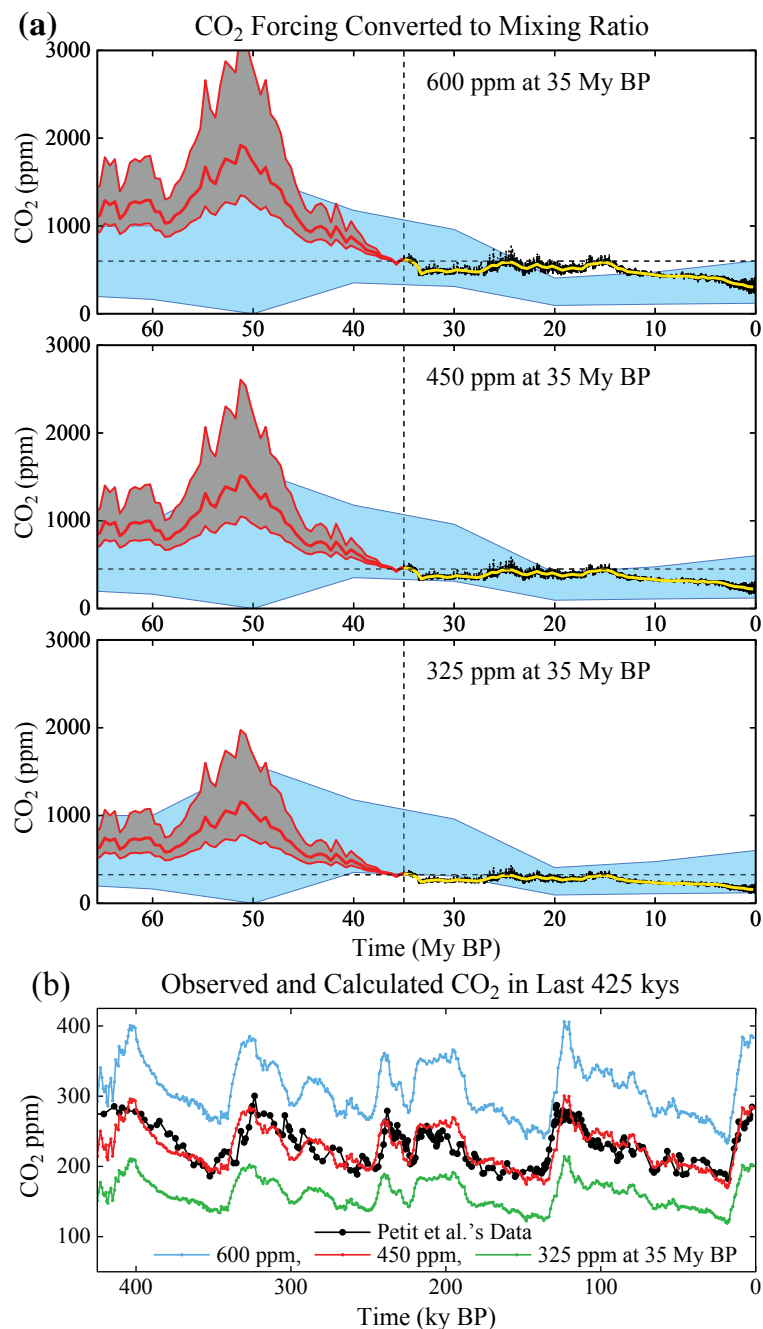 (a)
CO₂ Forcing Converted to Mixing Ratio
3000
2000
1000
0
CO₂ (ppm)
600 ppm at 35 My BP
60 50 40 30 20 10 0
3000
2000
1000
0
CO₂ (ppm)
450 ppm at 35 My BP
60 50 40 30 20 10 0
3000
2000
1000
0
CO₂ (ppm)
325 ppm at 35 My BP
60 50 40 30 20 10 0
Time (My BP)
(b)
Observed and Calculated CO₂ in Last 425 kys
400
300
200
100
CO₂ ppm)
Petit et al.'s Data
600 ppm, 450 ppm, 325 ppm at 35 My BP
400 300 200 100 0
Time (ky BP)